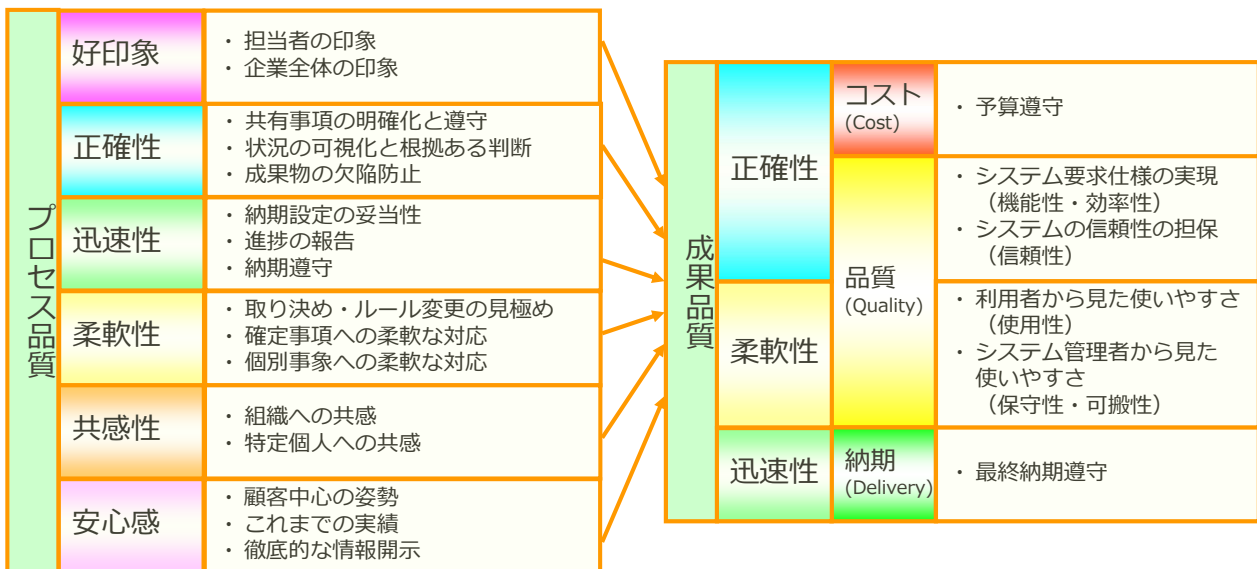 プロセス品質
好印象
・ 担当者の印象
・ 企業全体の印象
正確性
・ 共有事項の明確化と遵守
・ 状況の可視化と根拠ある判断
・ 成果物の欠陥防止
迅速性
・ 納期設定の妥当性
・ 進捗の報告
・ 納期遵守
柔軟性
・ 取り決め・ルール変更の見極め
・ 確定事項への柔軟な対応
・ 個別事象への柔軟な対応
共感性
・ 組織への共感
・ 特定個人への共感
安心感
・ 顧客中心の姿勢
・ これまでの実績
・ 徹底的な情報開示
成果品質
正確性
コスト
(Cost)
・ 予算遵守
品質
(Quality)
・ システム要求仕様の実現
（機能性・効率性）
・ システムの信頼性の担保
（信頼性）
柔軟性
・ 利用者から見た使いやすさ
（使用性）
・ システム管理者から見た
使いやすさ
（保守性・可搬性）
迅速性
納期
(Delivery)
・ 最終納期遵守